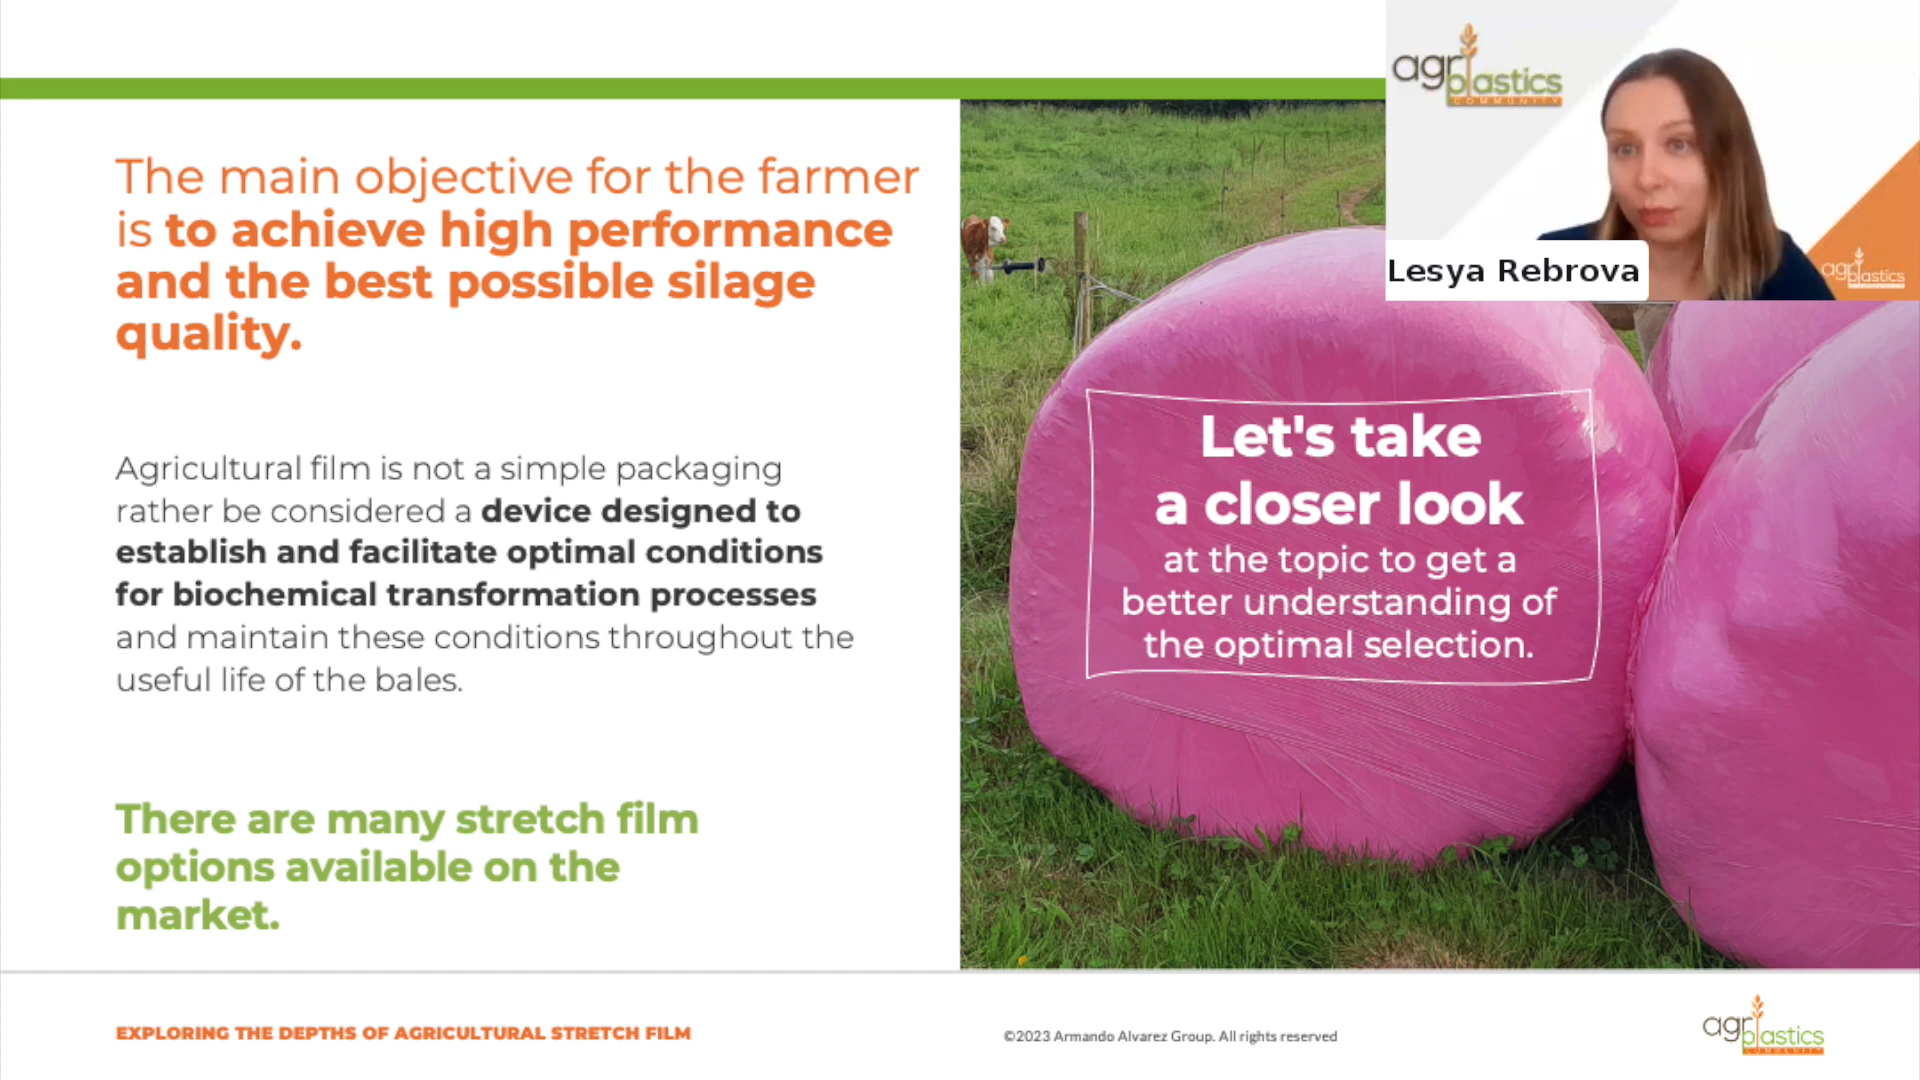 The main objective for the farmer
is to achieve high performance
and the best possible silage
quality.
Agricultural film is not a simple packaging
rather be considered a device designed to
establish and facilitate optimal conditions
for biochemical transformation processes
and maintain these conditions throughout the
useful life of the bales.
There are many stretch film
options available on the
market.
agriplastics
COMMUNITY
Lesya Rebrova
agriplastics
Let's take
a closer look
at the topic to get a
better understanding of
the optimal selection.
EXPLORING THE DEPTHS OF AGRICULTURAL STRETCH FILM
©2023 Armando Alvarez Group. All rights reserved
agriplastics
COMMUNITY